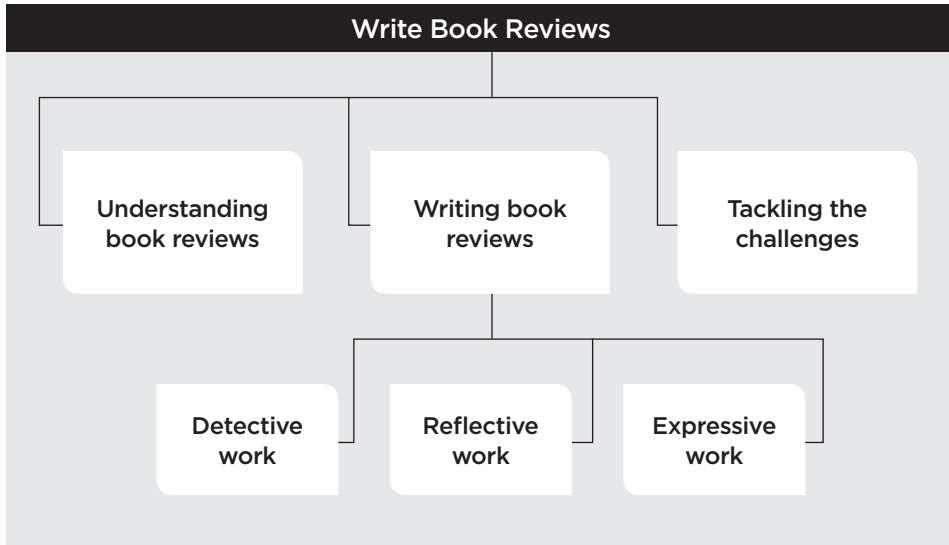 Write Book Reviews
Understanding
book reviews
Writing book
reviews
Tackling the
challenges
Detective
work
Reflective
work
Expressive
work